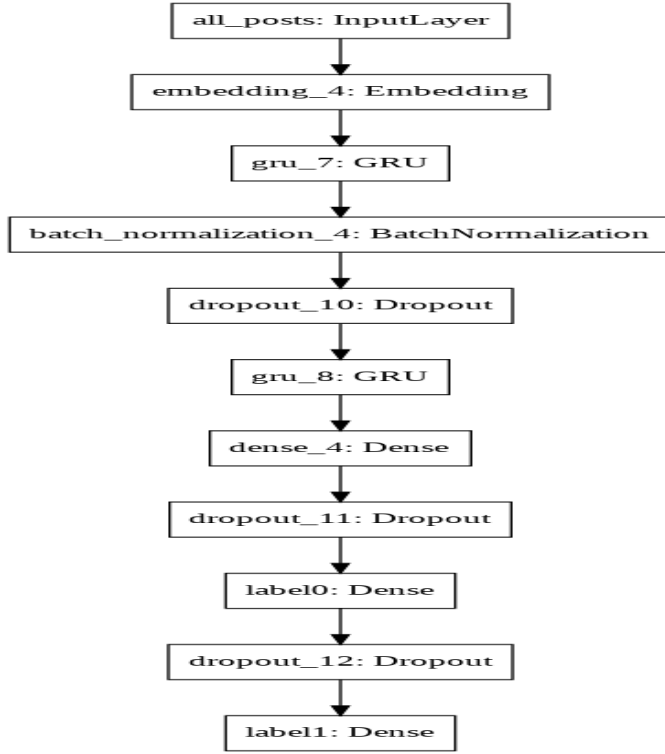 all_posts: InputLayer
embedding_4: Embedding
gru_7: GRU
batch_normalization_4: BatchNormalization
dropout_10: Dropout
gru_8: GRU
dense_4: Dense
dropout_11: Dropout
label0: Dense
dropout_12: Dropout
label1: Dense